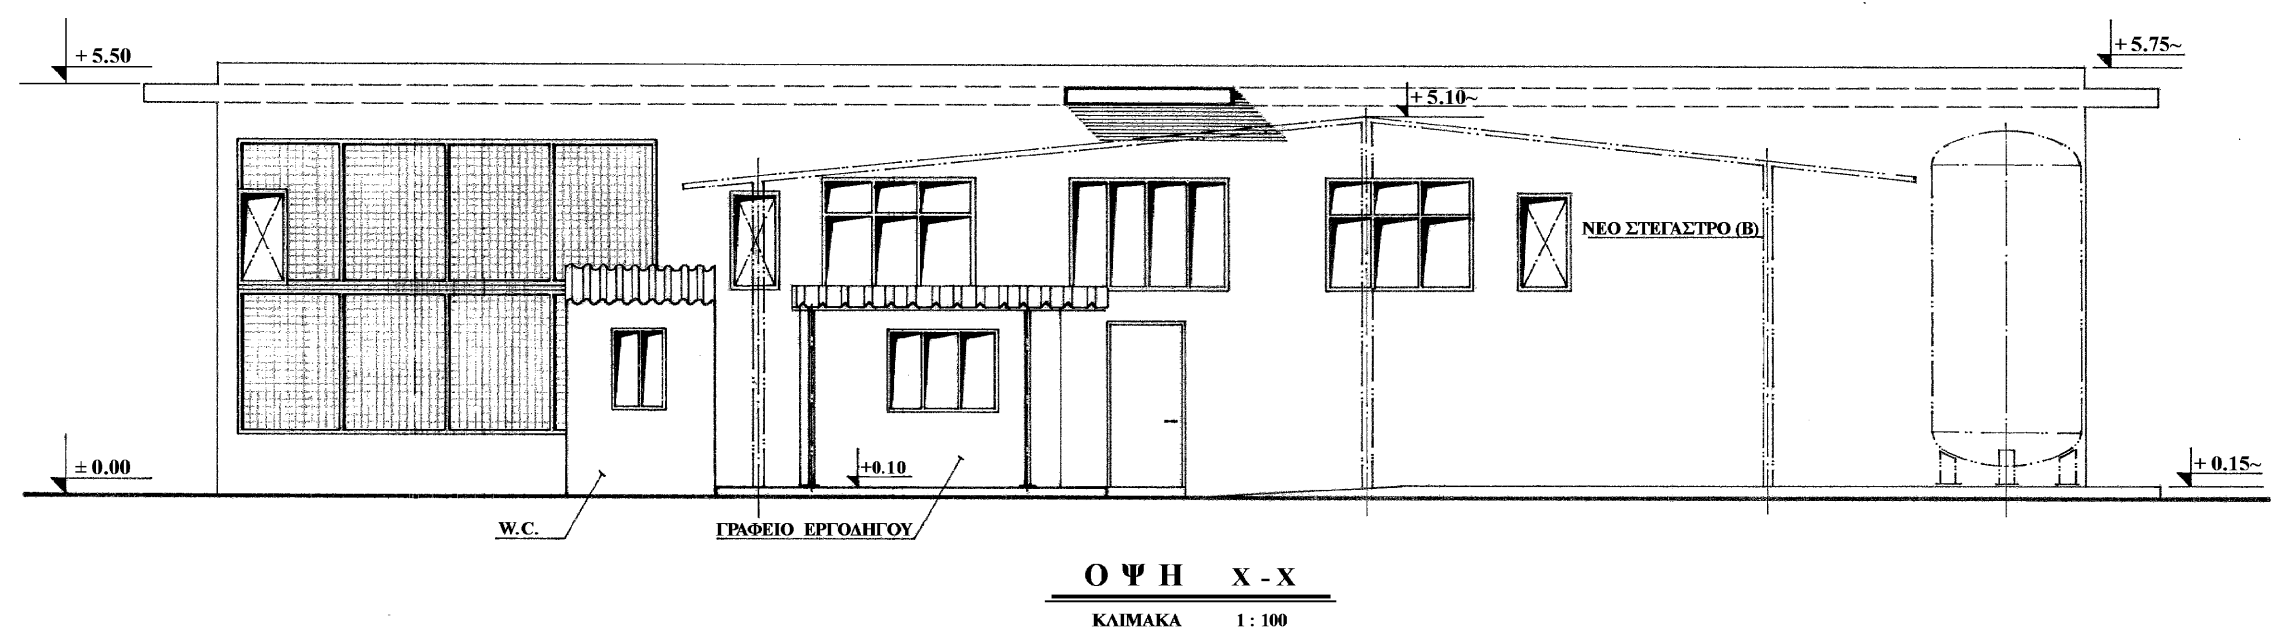 + 5.50
+ 5.75~
+ 5.10~
ΝΕΟ ΣΤΕΓΑΣΤΡΟ (Β)
± 0.00
+0.10
+ 0.15~
W.C.
ΓΡΑΦΕΙΟ ΕΡΓΟΔΗΓΟΥ
Ο Ψ Η Χ - Χ
ΚΛΙΜΑΚΑ 1 : 100